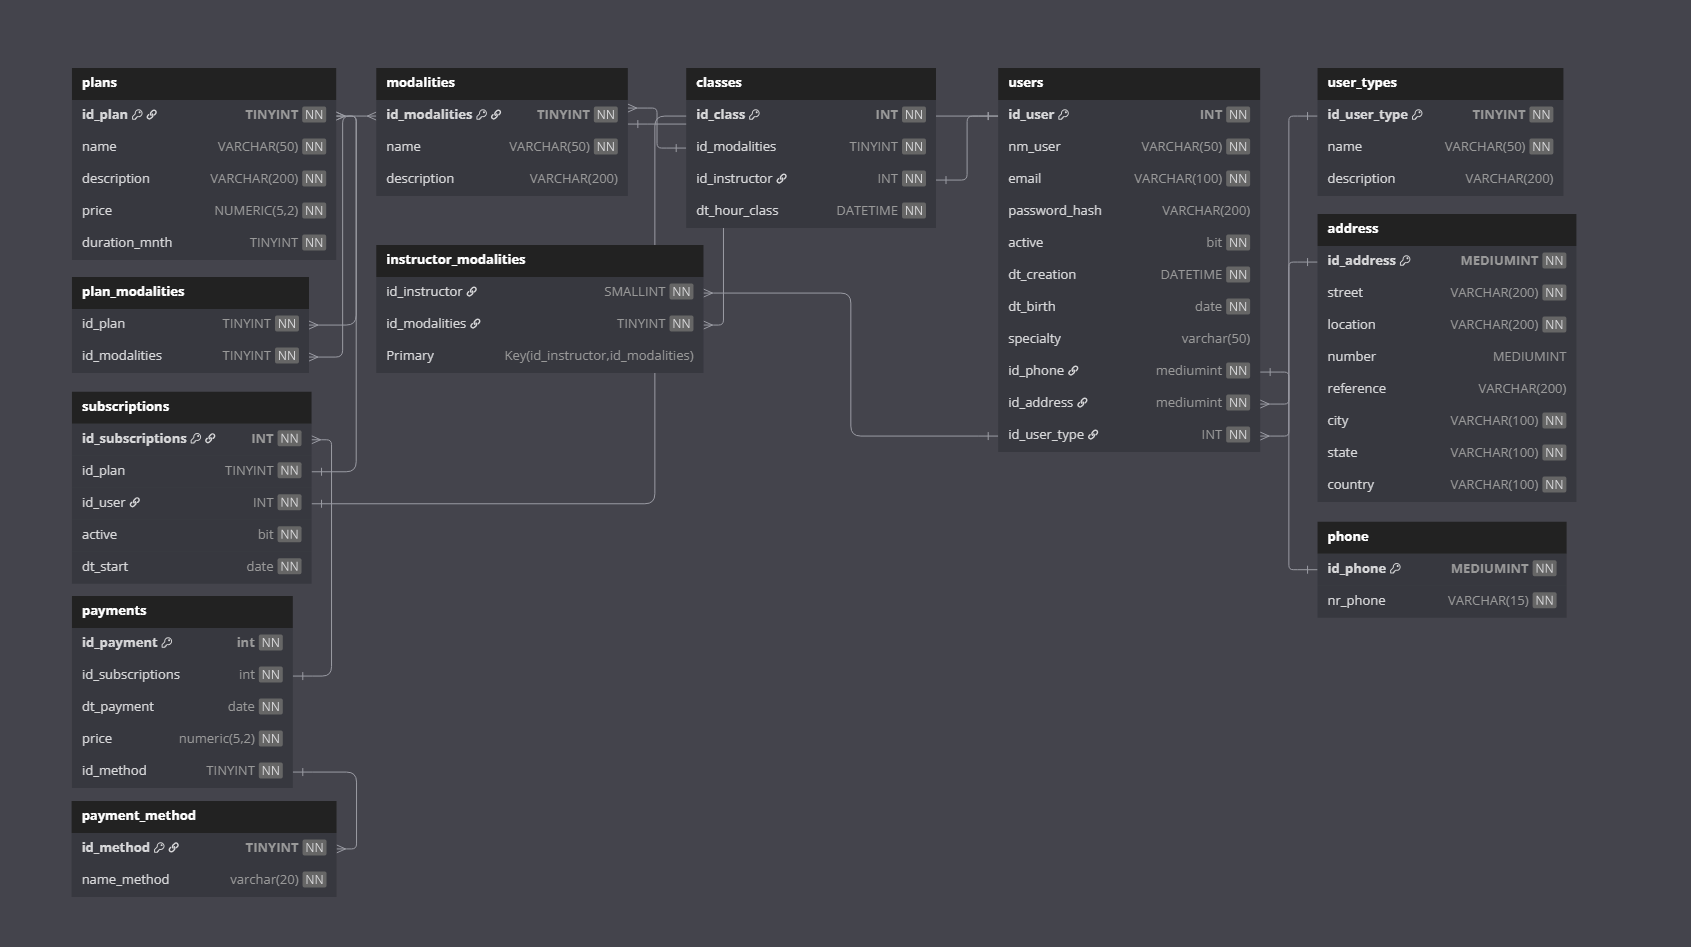 plans
id_plan TINYINT NN
name VARCHAR(50) NN
description VARCHAR(200) NN
price NUMERIC(5,2) NN
duration_mnth TINYINT NN
plan_modalities
id_plan TINYINT NN
id_modalities TINYINT NN
subscriptions
id_subscriptions INT NN
id_plan TINYINT NN
id_user INT NN
active bit NN
dt_start date NN
payments
id_payment int NN
id_subscriptions int NN
dt_payment date NN
price numeric(5,2) NN
id_method TINYINT NN
payment_method
id_method TINYINT NN
name_method varchar(20) NN
modalities
id_modalities TINYINT NN
name VARCHAR(50) NN
description VARCHAR(200)
instructor_modalities
id_instructor SMALLINT NN
id_modalities TINYINT NN
Primary Key(id_instructor,id_modalities)
classes
id_class INT NN
id_modalities TINYINT NN
id_instructor INT NN
dt_hour_class DATETIME NN
users
id_user INT NN
nm_user VARCHAR(50) NN
email VARCHAR(100) NN
password_hash VARCHAR(200)
active bit NN
dt_creation DATETIME NN
dt_birth date NN
specialty varchar(50)
id_phone mediumint NN
id_address mediumint NN
id_user_type INT NN
user_types
id_user_type TINYINT NN
name VARCHAR(50) NN
description VARCHAR(200)
address
id_address MEDIUMINT NN
street VARCHAR(200) NN
location VARCHAR(200) NN
number MEDIUMINT
reference VARCHAR(200)
city VARCHAR(100) NN
state VARCHAR(100) NN
country VARCHAR(100) NN
phone
id_phone MEDIUMINT NN
nr_phone VARCHAR(15) NN